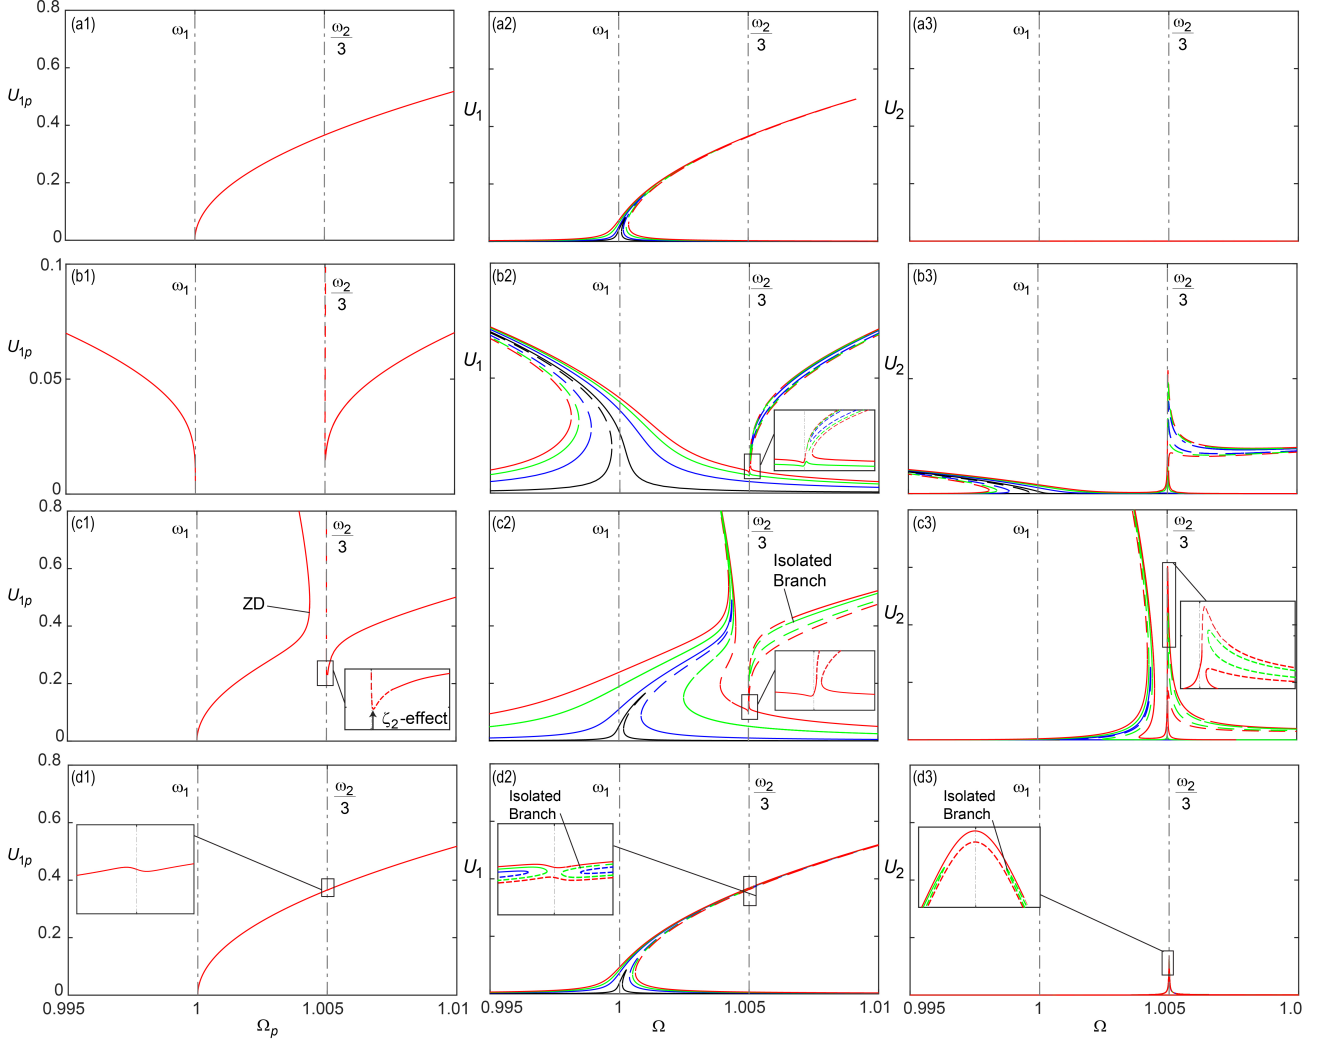 (a1)
ω1
ω2
3
0.8
0.6
U1p
0.4
0.2
0
(a2)
ω1
ω2
3
U1
(a3)
ω1
ω2
3
U2
(b1)
ω1
ω2
3
0.1
U1p
0.05
0
(b2)
ω1
ω2
3
U1
(b3)
ω1
ω2
3
U2
(c1)
ω1
ω2
3
0.8
0.6
U1p
0.4
0.2
0
ZD
ζ2-effect
(c2)
ω1
ω2
3
U1
Isolated
Branch
(c3)
ω1
ω2
3
U2
(d1)
ω1
ω2
3
0.8
0.6
U1p
0.4
0.2
0
0.995
1
1.005
1.01
Ωp
(d2)
ω1
ω2
3
Isolated
Branch
U1
0.995
1
1.005
1.01
Ω
(d3)
ω1
ω2
3
Isolated
Branch
U2
0.995
1
1.005
1.0
Ω